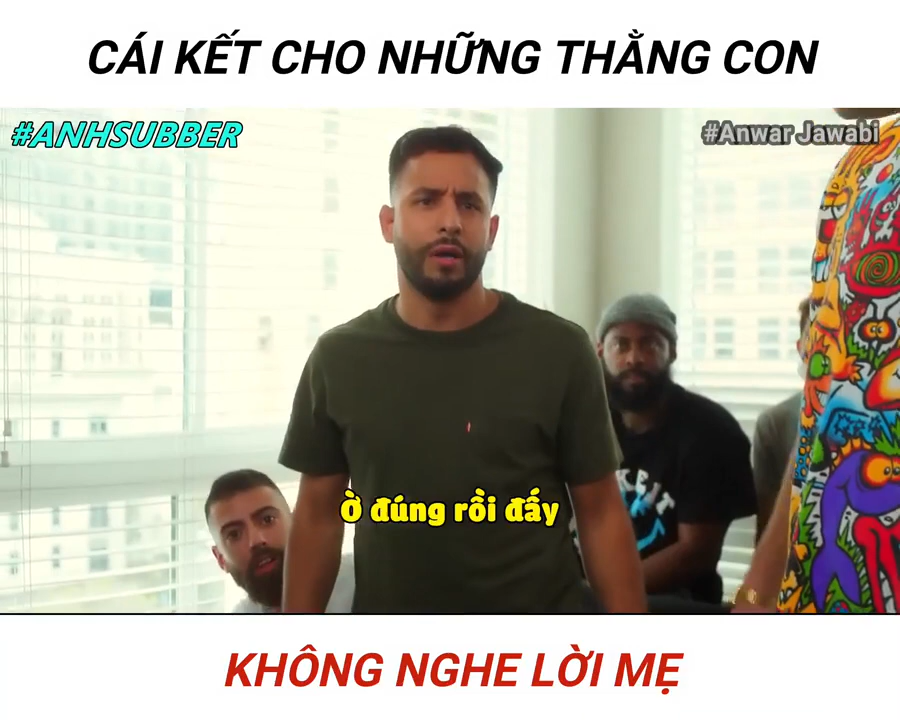 CÁI KẾT CHO NHỮNG THẰNG CON
#ANHSUBBER
#Anwar Jawabi
Ờ đúng rồi đấy
KHÔNG NGHE LỜI MẸ